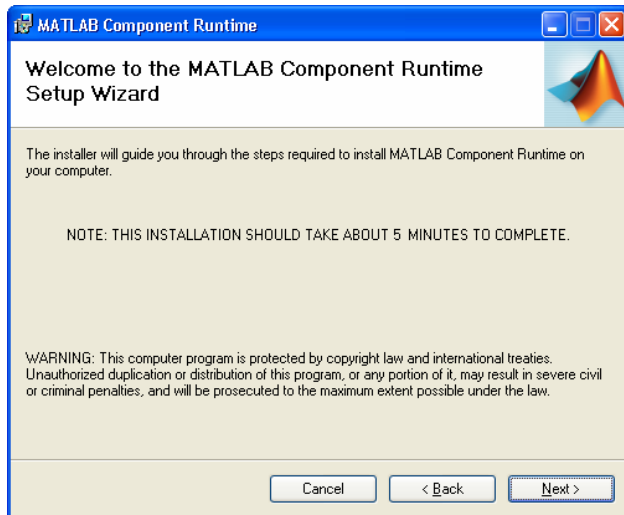 MATLAB Component Runtime
Welcome to the MATLAB Component Runtime
Setup Wizard
The installer will guide you through the steps required to install MATLAB Component Runtime on
your computer.
NOTE: THIS INSTALLATION SHOULD TAKE ABOUT 5 MINUTES TO COMPLETE.
WARNING: This computer program is protected by copyright law and international treaties.
Unauthorized duplication or distribution of this program, or any portion of it, may result in severe civil
or criminal penalties, and will be prosecuted to the maximum extent possible under the law.
Cancel
< Back
Next >